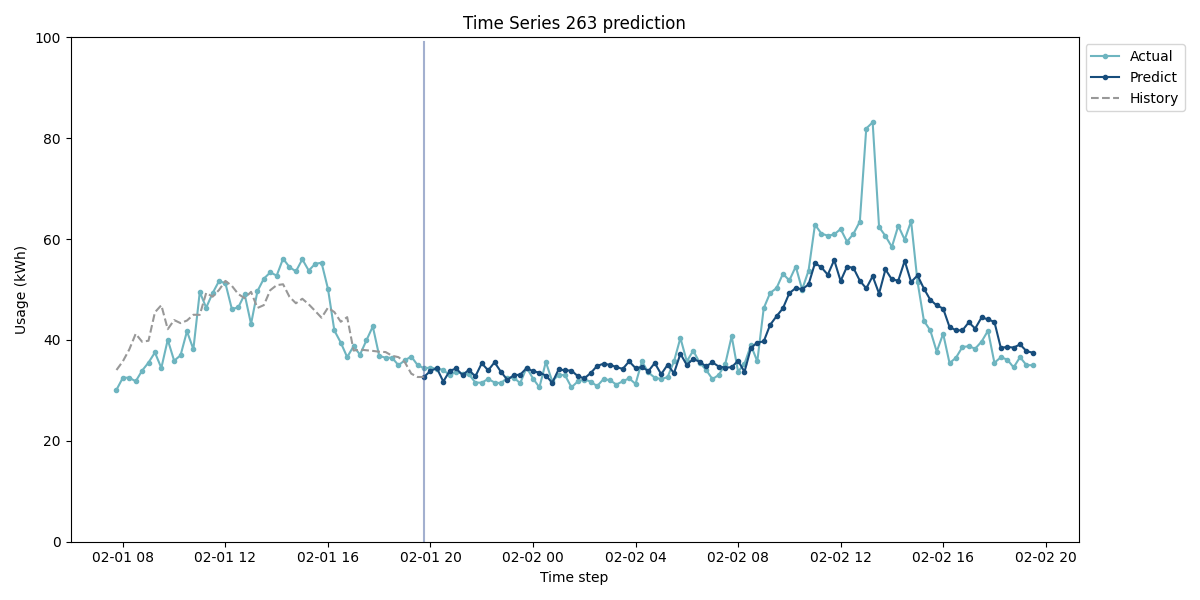 Time Series 263 prediction
100
80
60
40
20
0
Usage (kWh)
02-01 08
02-01 12
02-01 16
02-01 20
02-02 00
02-02 04
02-02 08
02-02 12
02-02 16
02-02 20
Time step
Actual
Predict
History